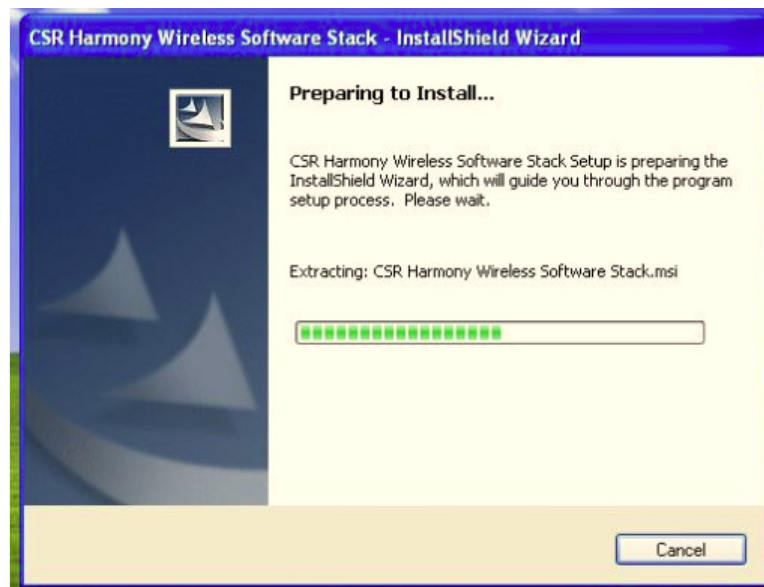 CSR Harmony Wireless Software Stack - InstallShield Wizard
Preparing to Install...
CSR Harmony Wireless Software Stack Setup is preparing the
InstallShield Wizard, which will guide you through the program
setup process.  Please wait.
Extracting: CSR Harmony Wireless Software Stack.msi
Cancel